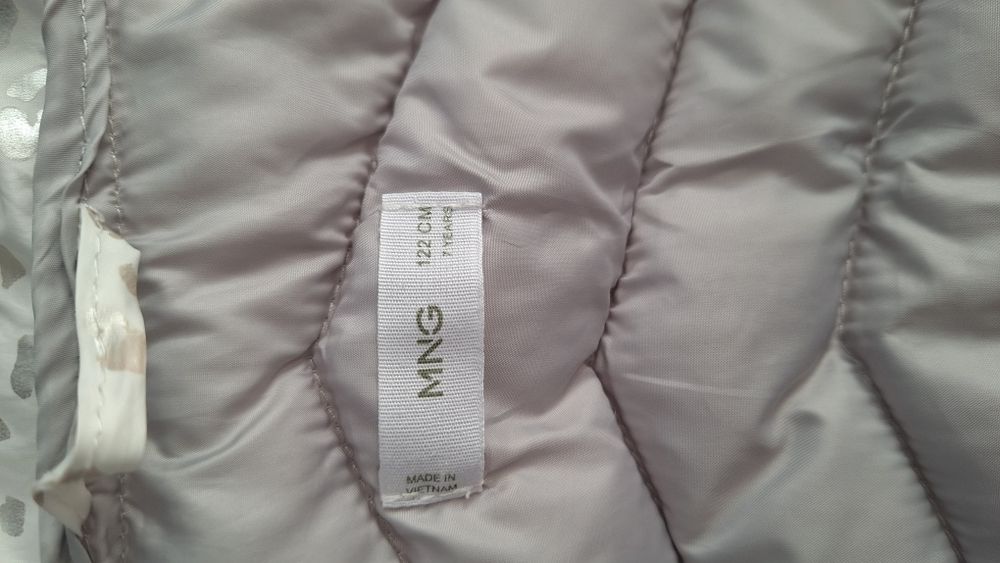 MNG
122 CM
7 YEARS
MADE IN
VIETNAM